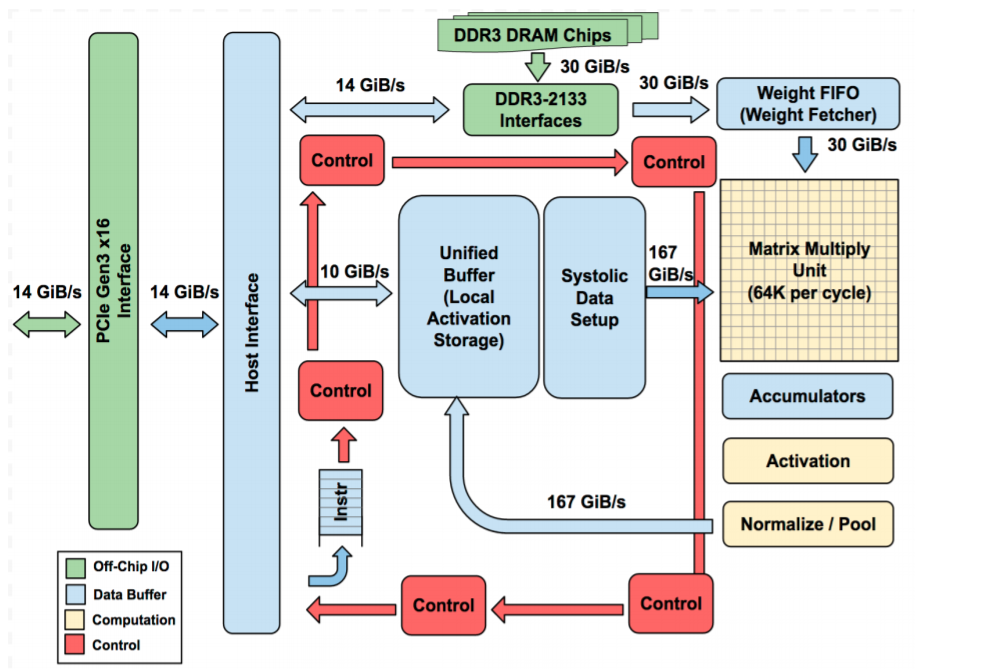 DDR3 DRAM Chips
30 GiB/s
14 GiB/s
30 GiB/s
DDR3-2133
Interfaces
Weight FIFO
(Weight Fetcher)
30 GiB/s
Control
Control
PCIe Gen3 x16
Interface
Host Interface
14 GiB/s
14 GiB/s
10 GiB/s
Unified
Buffer
(Local
Activation
Storage)
Systolic
Data
Setup
167
GiB/s
Matrix Multiply
Unit
(64K per cycle)
Control
Accumulators
Activation
Instr
167 GiB/s
Normalize / Pool
Off-Chip I/O
Data Buffer
Computation
Control
Control
Control